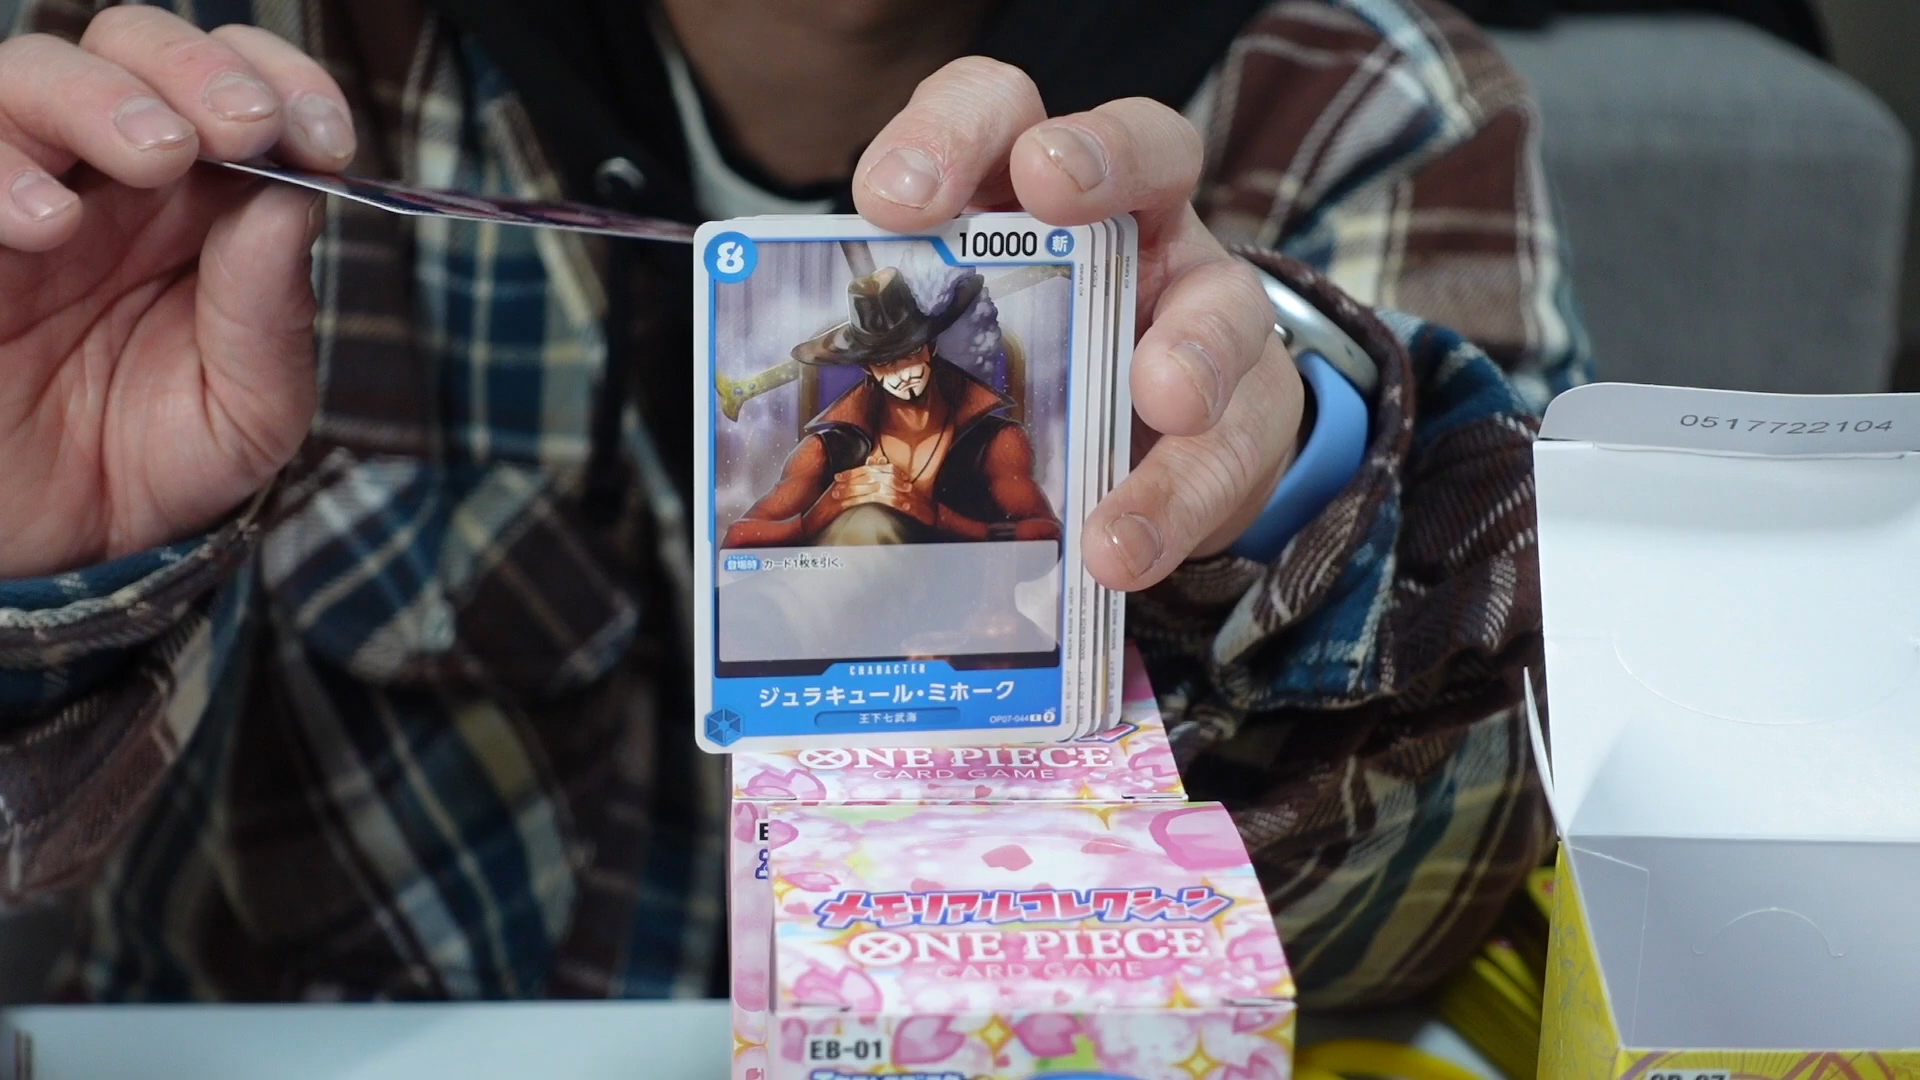 8
10000 斬
登場時 カード1枚を引く。
CHARACTER
ジュラキュール・ミホーク
王下七武海
OP07-044 R 2
0517722104
ONE PIECE
CARD GAME
メモリアルコレクション
ONE PIECE
CARD GAME
EB-01